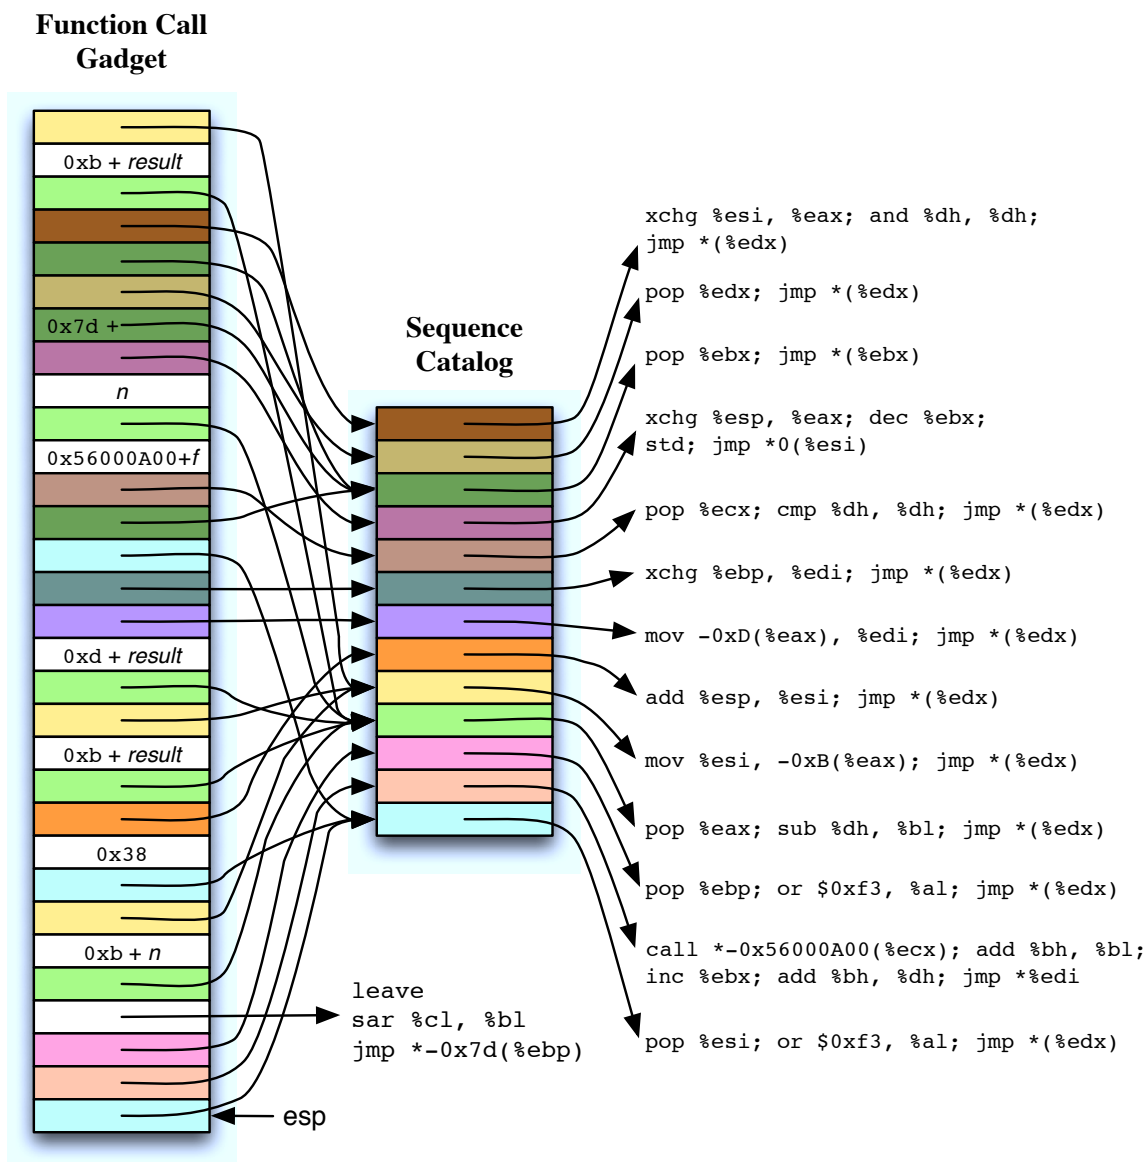 Function Call
Gadget
0xb + result
0x7d +
n
0x56000A00+f
0xd + result
0xb + result
0x38
0xb + n
esp
leave
sar %cl, %bl
jmp *-0x7d(%ebp)
Sequence
Catalog
xchg %esi, %eax; and %dh, %dh;
jmp *(%edx)
pop %edx; jmp *(%edx)
pop %ebx; jmp *(%ebx)
xchg %esp, %eax; dec %ebx;
std; jmp *0(%esi)
pop %ecx; cmp %dh, %dh; jmp *(%edx)
xchg %ebp, %edi; jmp *(%edx)
mov -0xD(%eax), %edi; jmp *(%edx)
add %esp, %esi; jmp *(%edx)
mov %esi, -0xB(%eax); jmp *(%edx)
pop %eax; sub %dh, %bl; jmp *(%edx)
pop %ebp; or $0xf3, %al; jmp *(%edx)
call *-0x56000A00(%ecx); add %bh, %bl;
inc %ebx; add %bh, %dh; jmp *%edi
pop %esi; or $0xf3, %al; jmp *(%edx)